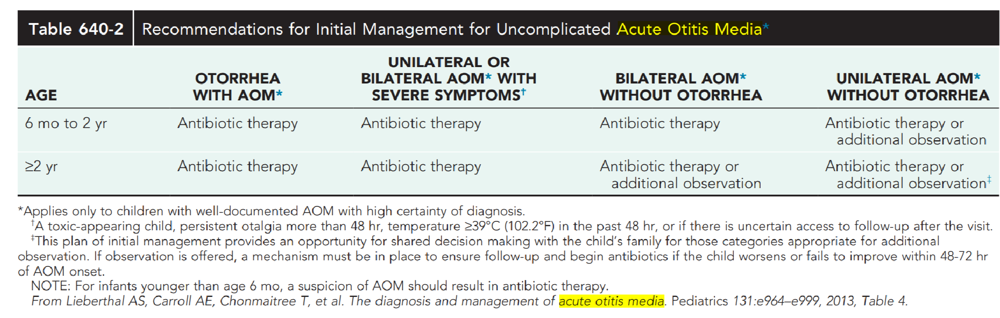 Table 640-2 Recommendations for Initial Management for Uncomplicated Acute Otitis Media*
AGE
OTORRHEA
WITH AOM*
UNILATERAL OR
BILATERAL AOM* WITH
SEVERE SYMPTOMS†
BILATERAL AOM*
WITHOUT OTORRHEA
UNILATERAL AOM*
WITHOUT OTORRHEA
6 mo to 2 yr
Antibiotic therapy
Antibiotic therapy
Antibiotic therapy
Antibiotic therapy or
additional observation
≥2 yr
Antibiotic therapy
Antibiotic therapy
Antibiotic therapy or
additional observation
Antibiotic therapy or
additional observation‡
*Applies only to children with well-documented AOM with high certainty of diagnosis.
†A toxic-appearing child, persistent otalgia more than 48 hr, temperature ≥39°C (102.2°F) in the past 48 hr, or if there is uncertain access to follow-up after the visit.
‡This plan of initial management provides an opportunity for shared decision making with the child's family for those categories appropriate for additional
observation. If observation is offered, a mechanism must be in place to ensure follow-up and begin antibiotics if the child worsens or fails to improve within 48-72 hr
of AOM onset.
NOTE: For infants younger than age 6 mo, a suspicion of AOM should result in antibiotic therapy.
From Lieberthal AS, Carroll AE, Chonmaitree T, et al. The diagnosis and management of acute otitis media. Pediatrics 131:e964–e999, 2013, Table 4.